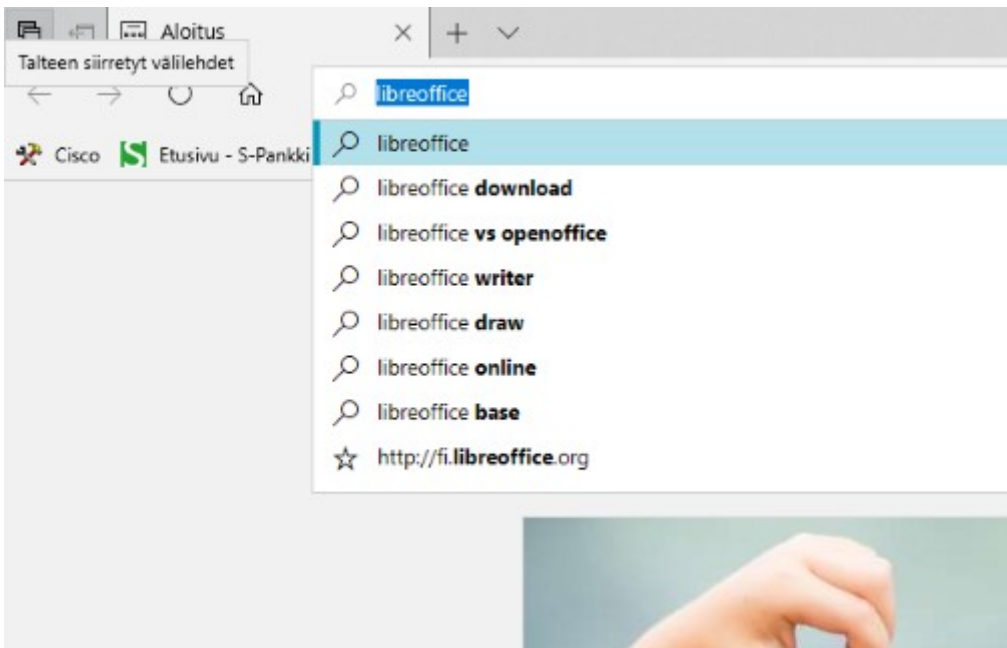 Aloitus
Talteen siirretyt välilehdet
libreoffice
Cisco Etusivu - S-Pankki
libreoffice
libreoffice download
libreoffice vs openoffice
libreoffice writer
libreoffice draw
libreoffice online
libreoffice base
http://fi.libreoffice.org